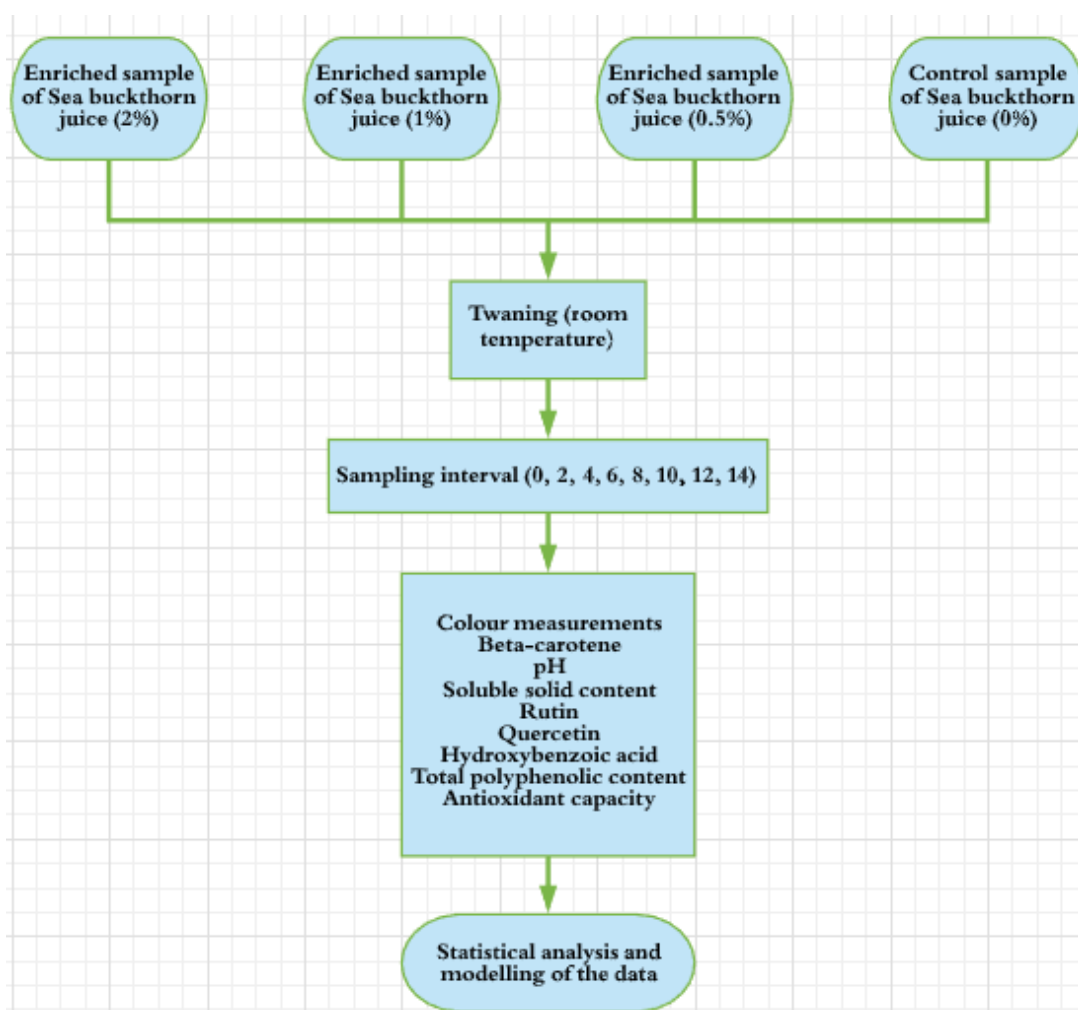 Enriched sample
of Sea buckthorn
juice (2%)
Enriched sample
of Sea buckthorn
juice (1%)
Enriched sample
of Sea buckthorn
juice (0.5%)
Control sample
of Sea buckthorn
juice (0%)
Twaning (room
temperature)
Sampling interval (0, 2, 4, 6, 8, 10, 12, 14)
Colour measurements
Beta-carotene
pH
Soluble solid content
Rutin
Quercetin
Hydroxybenzoic acid
Total polyphenolic content
Antioxidant capacity
Statistical analysis and
modelling of the data